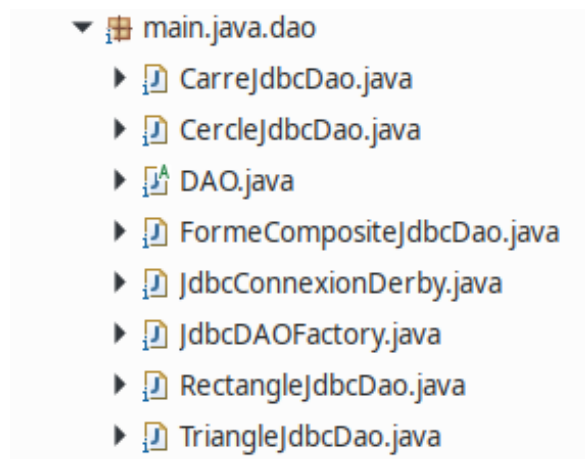 main.java.dao
CarreJdbcDao.java
CercleJdbcDao.java
DAO.java
FormeCompositeJdbcDao.java
JdbcConnexionDerby.java
JdbcDAOFactory.java
RectangleJdbcDao.java
TriangleJdbcDao.java